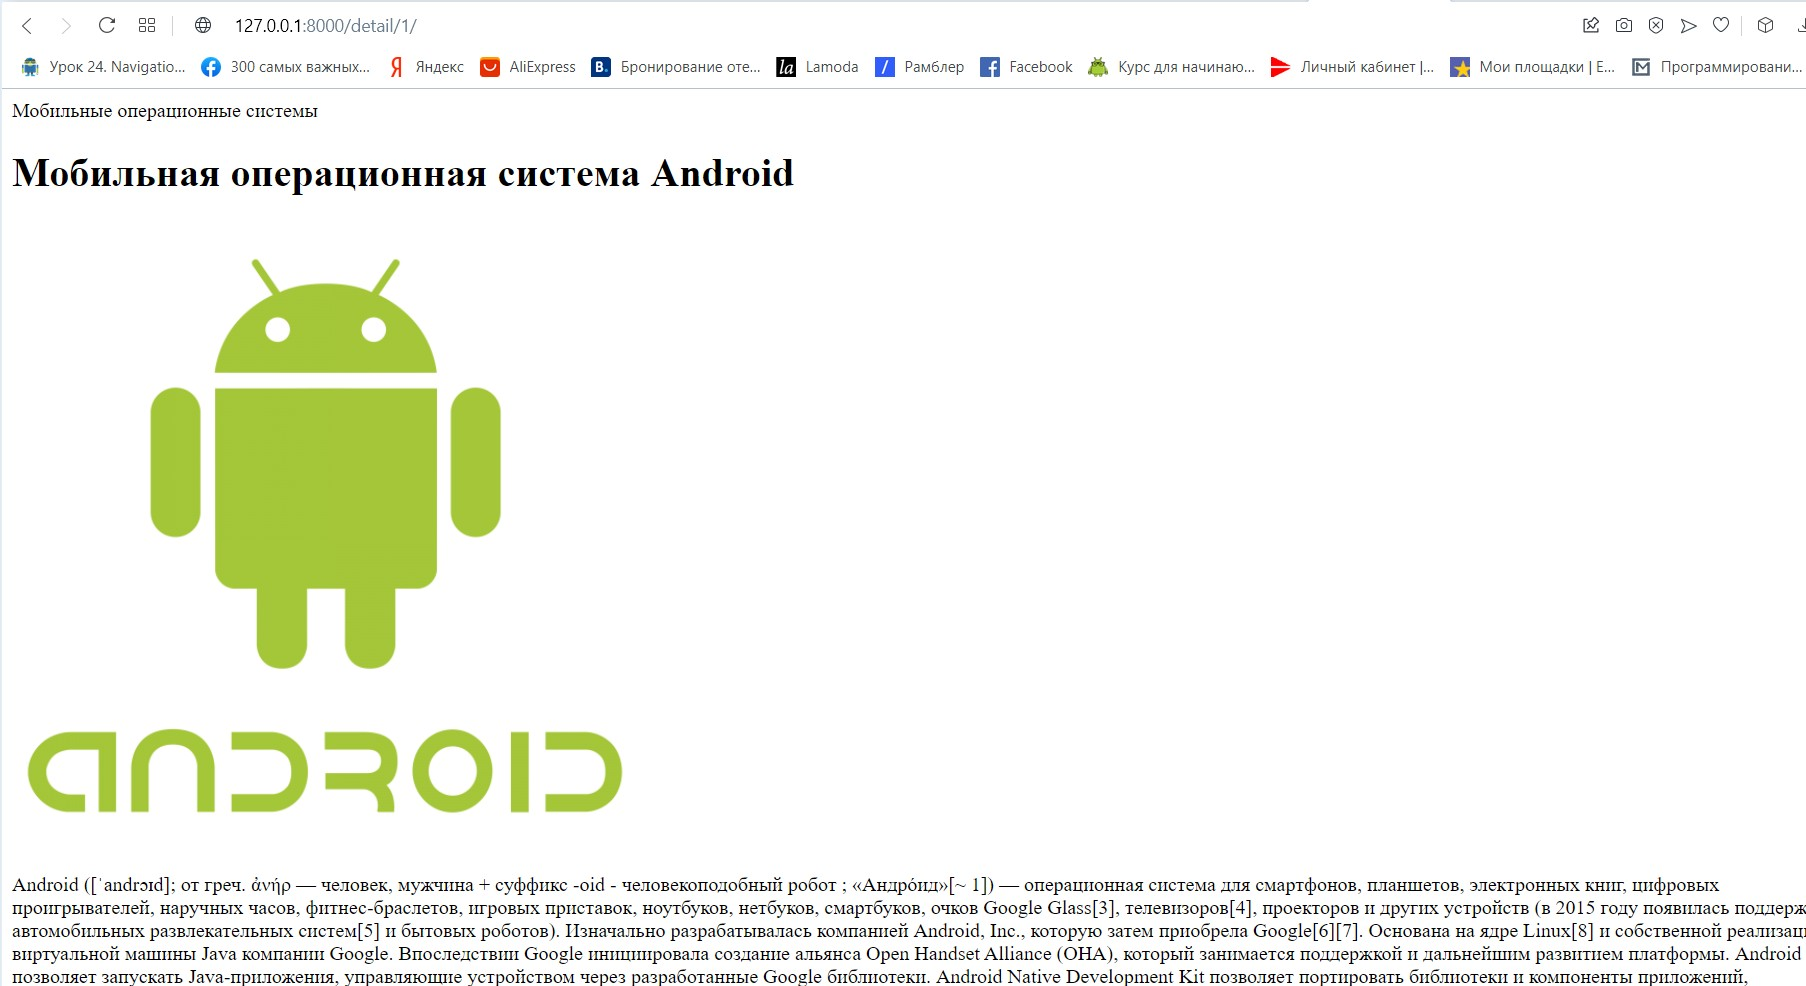 127.0.0.1:8000/detail/1/
Урок 24. Navigatio... 300 самых важных... Яндекс AliExpress B. Бронирование оте... la Lamoda Рамблер Facebook Курс для начинаю... Личный кабинет |... Мои площадки | Е... Программировани...
Мобильные операционные системы
Мобильная операционная система Android
ANDROID
Android ([ˈandrɔɪd]; от греч. ἀνήρ — человек, мужчина + суффикс -oid - человекоподобный робот ; «Андро́ид»[~ 1]) — операционная система для смартфонов, планшетов, электронных книг, цифровых
проигрывателей, наручных часов, фитнес-браслетов, игровых приставок, ноутбуков, нетбуков, смартбуков, очков Google Glass[3], телевизоров[4], проекторов и других устройств (в 2015 году появилась поддерж
автомобильных развлекательных систем[5] и бытовых роботов). Изначально разрабатывалась компанией Android, Inc., которую затем приобрела Google[6][7]. Основана на ядре Linux[8] и собственной реализац
виртуальной машины Java компании Google. Впоследствии Google инициировала создание альянса Open Handset Alliance (OHA), который занимается поддержкой и дальнейшим развитием платформы. Android
позволяет запускать Java-приложения, управляющие устройством через разработанные Google библиотеки. Android Native Development Kit позволяет портировать библиотеки и компоненты приложений,